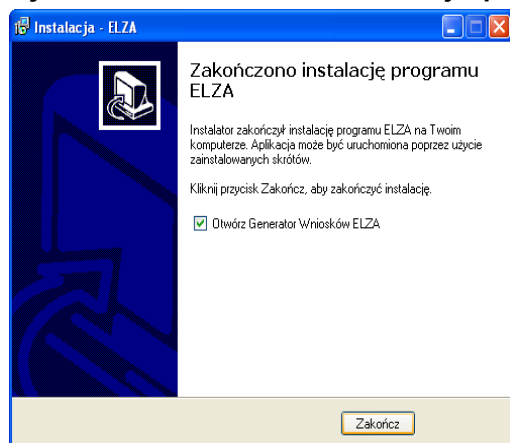 Instalacja - ELZA
Zakończono instalację programu
ELZA
Instalator zakończył instalację programu ELZA na Twoim
komputerze. Aplikacja może być uruchomiona poprzez użycie
zainstalowanych skrótów.
Kliknij przycisk Zakończ, aby zakończyć instalację.
Otwórz Generator Wniosków ELZA
Zakończ